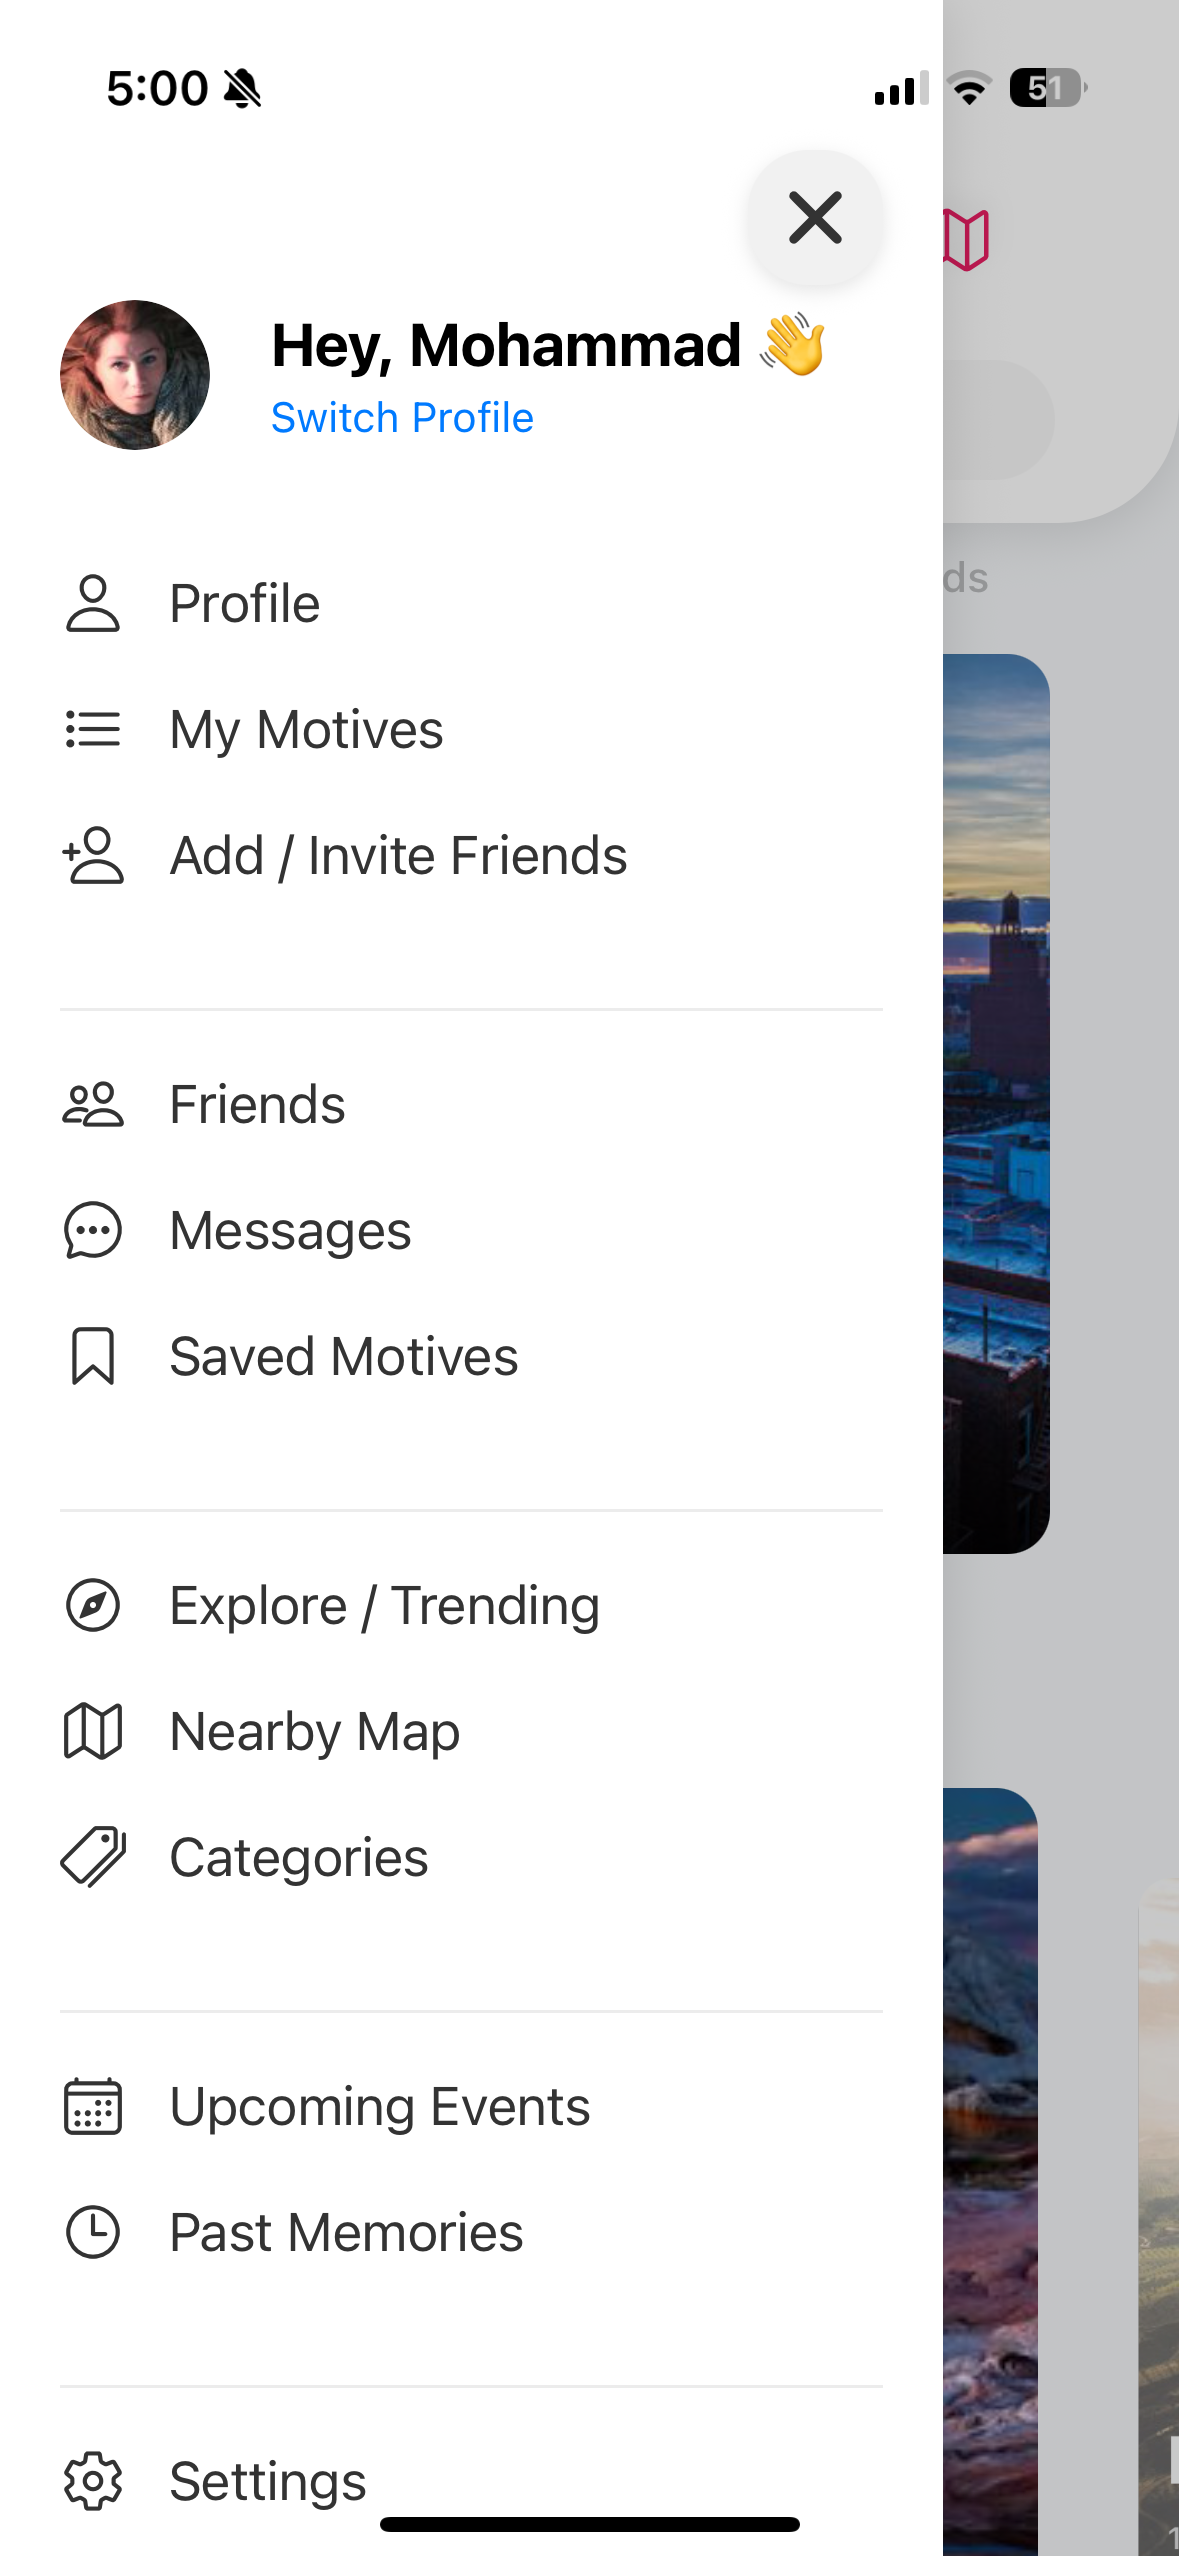 5:00
51
Hey, Mohammad 👋
Switch Profile
ds
Profile
My Motives
Add / Invite Friends
Friends
Messages
Saved Motives
Explore / Trending
Nearby Map
Categories
Upcoming Events
Past Memories
Settings